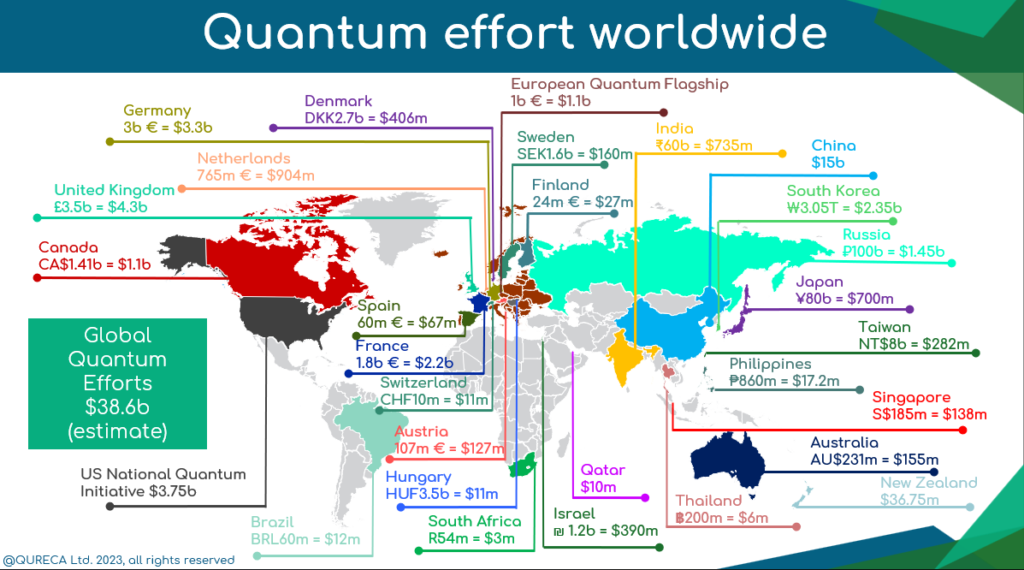 Quantum effort worldwide
European Quantum Flagship
1b € = $1.1b
Denmark
DKK2.7b = $406m
Germany
3b € = $3.3b
Sweden
SEK1.6b = $160m
India
₹60b = $735m
China
$15b
Netherlands
765m € = $904m
Finland
24m € = $27m
United Kingdom
£3.5b = $4.3b
South Korea
₩3.05T = $2.35b
Russia
₽100b = $1.45b
Canada
CA$1.41b = $1.1b
Japan
¥80b = $700m
Spain
60m € = $67m
Global
Quantum
Efforts
$38.6b
(estimate)
Taiwan
NT$8b = $282m
France
1.8b € = $2.2b
Philippines
₱860m = $17.2m
Switzerland
CHF10m = $11m
Singapore
S$185m = $138m
Austria
107m € = $127m
Australia
AU$231m = $155m
US National Quantum
Initiative $3.75b
Hungary
HUF3.5b = $11m
Qatar
$10m
New Zealand
$36.75m
Thailand
฿200m = $6m
Brazil
BRL60m = $12m
South Africa
R54m = $3m
Israel
₪ 1.2b = $390m
@QURECA Ltd. 2023, all rights reserved